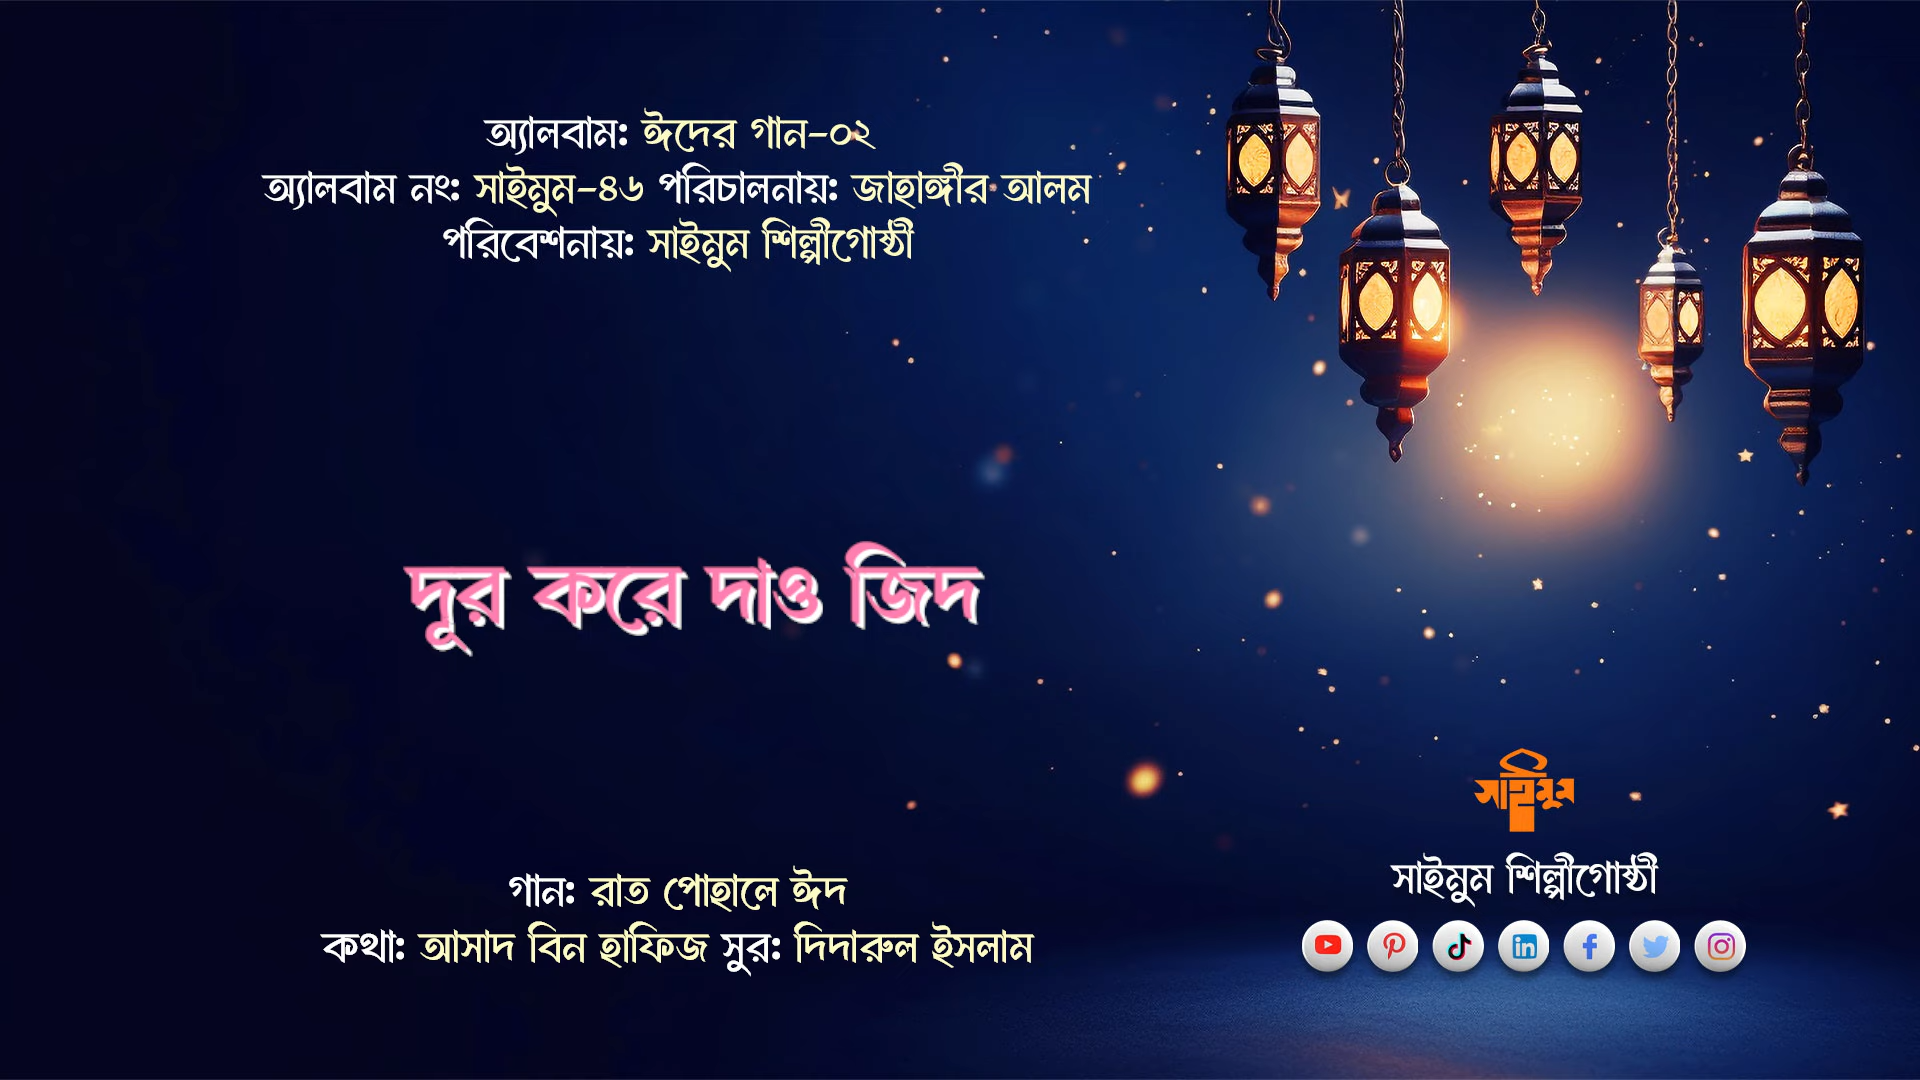 অ্যালবাম: ঈদের গান-০২
অ্যালবাম নং: সাইমুম-৪৬ পরিচালনায়: জাহাঙ্গীর আলম
পরিবেশনায়: সাইমুম শিল্পীগোষ্ঠী
দূর করে দাও জিদ
গান: রাত পোহালে ঈদ
কথা: আসাদ বিন হাফিজ সুর: দিদারুল ইসলাম
সাইমুম
সাইমুম শিল্পীগোষ্ঠী